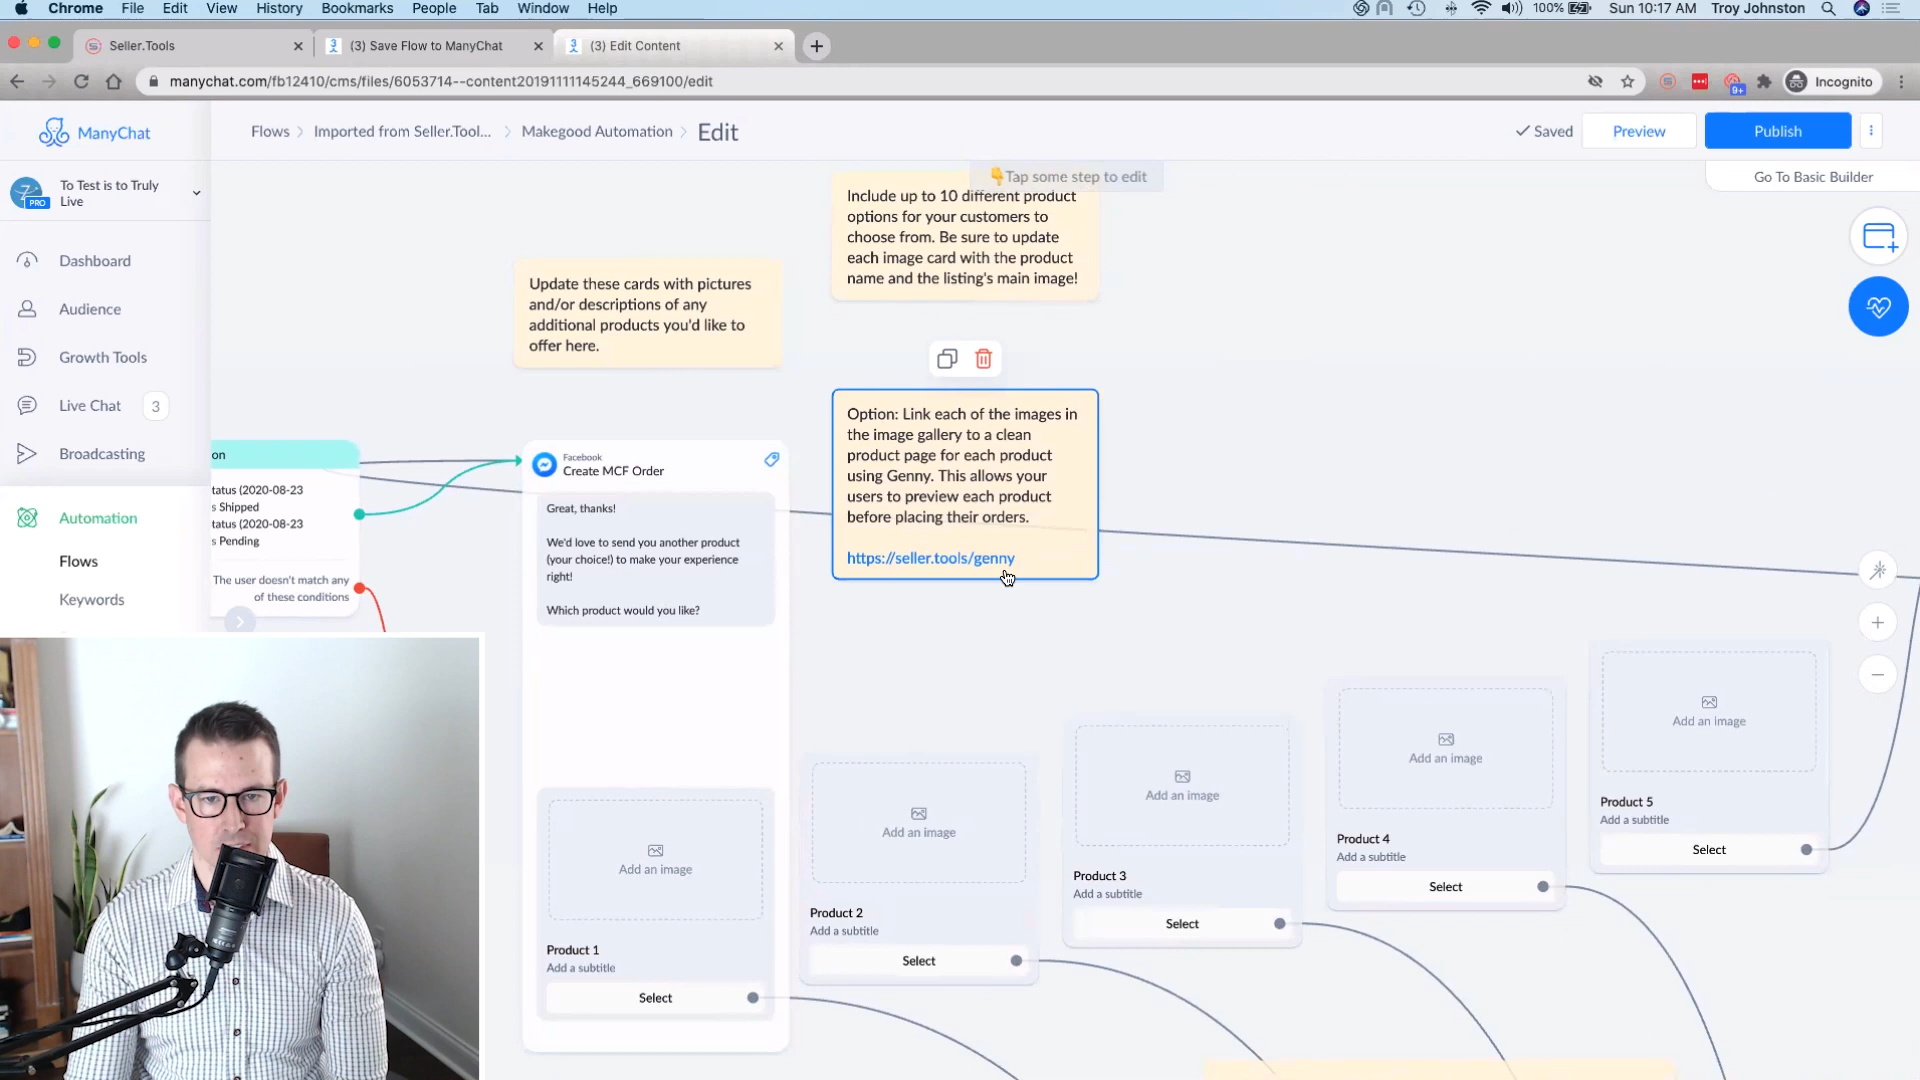 Chrome File Edit View History Bookmarks People Tab Window Help
100% Sun 10:17 AM Troy Johnston
Seller.Tools
(3) Save Flow to ManyChat
(3) Edit Content
manychat.com/fb12410/cms/files/6053714--content20191111145244_669100/edit
9+
Incognito
ManyChat
Flows > Imported from Seller.Tool... > Makegood Automation > Edit
Saved
Preview
Publish
To Test is to Truly
Live
PRO
Tap some step to edit
Go To Basic Builder
Dashboard
Audience
Growth Tools
Live Chat 3
Broadcasting
Automation
Flows
Keywords
Include up to 10 different product
options for your customers to
choose from. Be sure to update
each image card with the product
name and the listing's main image!
Update these cards with pictures
and/or descriptions of any
additional products you'd like to
offer here.
Option: Link each of the images in
the image gallery to a clean
product page for each product
using Genny. This allows your
users to preview each product
before placing their orders.
https://seller.tools/genny
on
tatus (2020-08-23
s Shipped
tatus (2020-08-23
s Pending
The user doesn't match any
of these conditions
Facebook
Create MCF Order
Great, thanks!
We'd love to send you another product
(your choice!) to make your experience
right!
Which product would you like?
Add an image
Product 1
Add a subtitle
Select
Add an image
Product 2
Add a subtitle
Select
Add an image
Product 3
Add a subtitle
Select
Add an image
Product 4
Add a subtitle
Select
Add an image
Product 5
Add a subtitle
Select